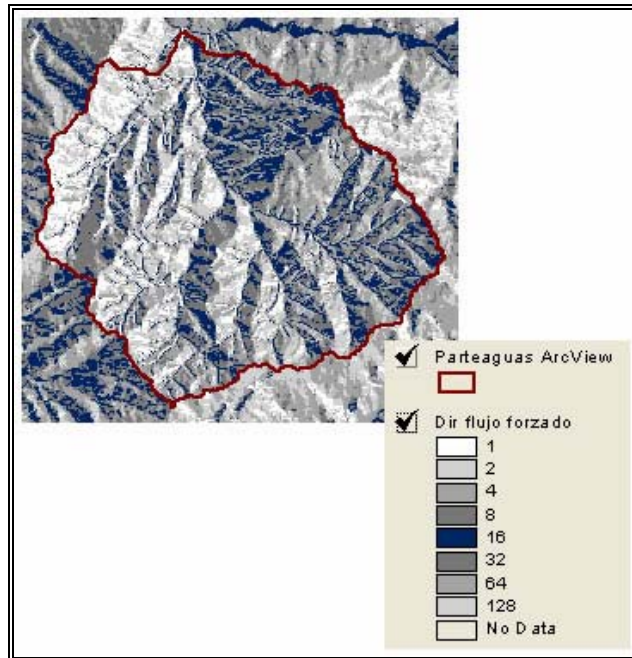 Parteaguas ArcView
Dir flujo forzado
1
2
4
8
16
32
64
128
No Data